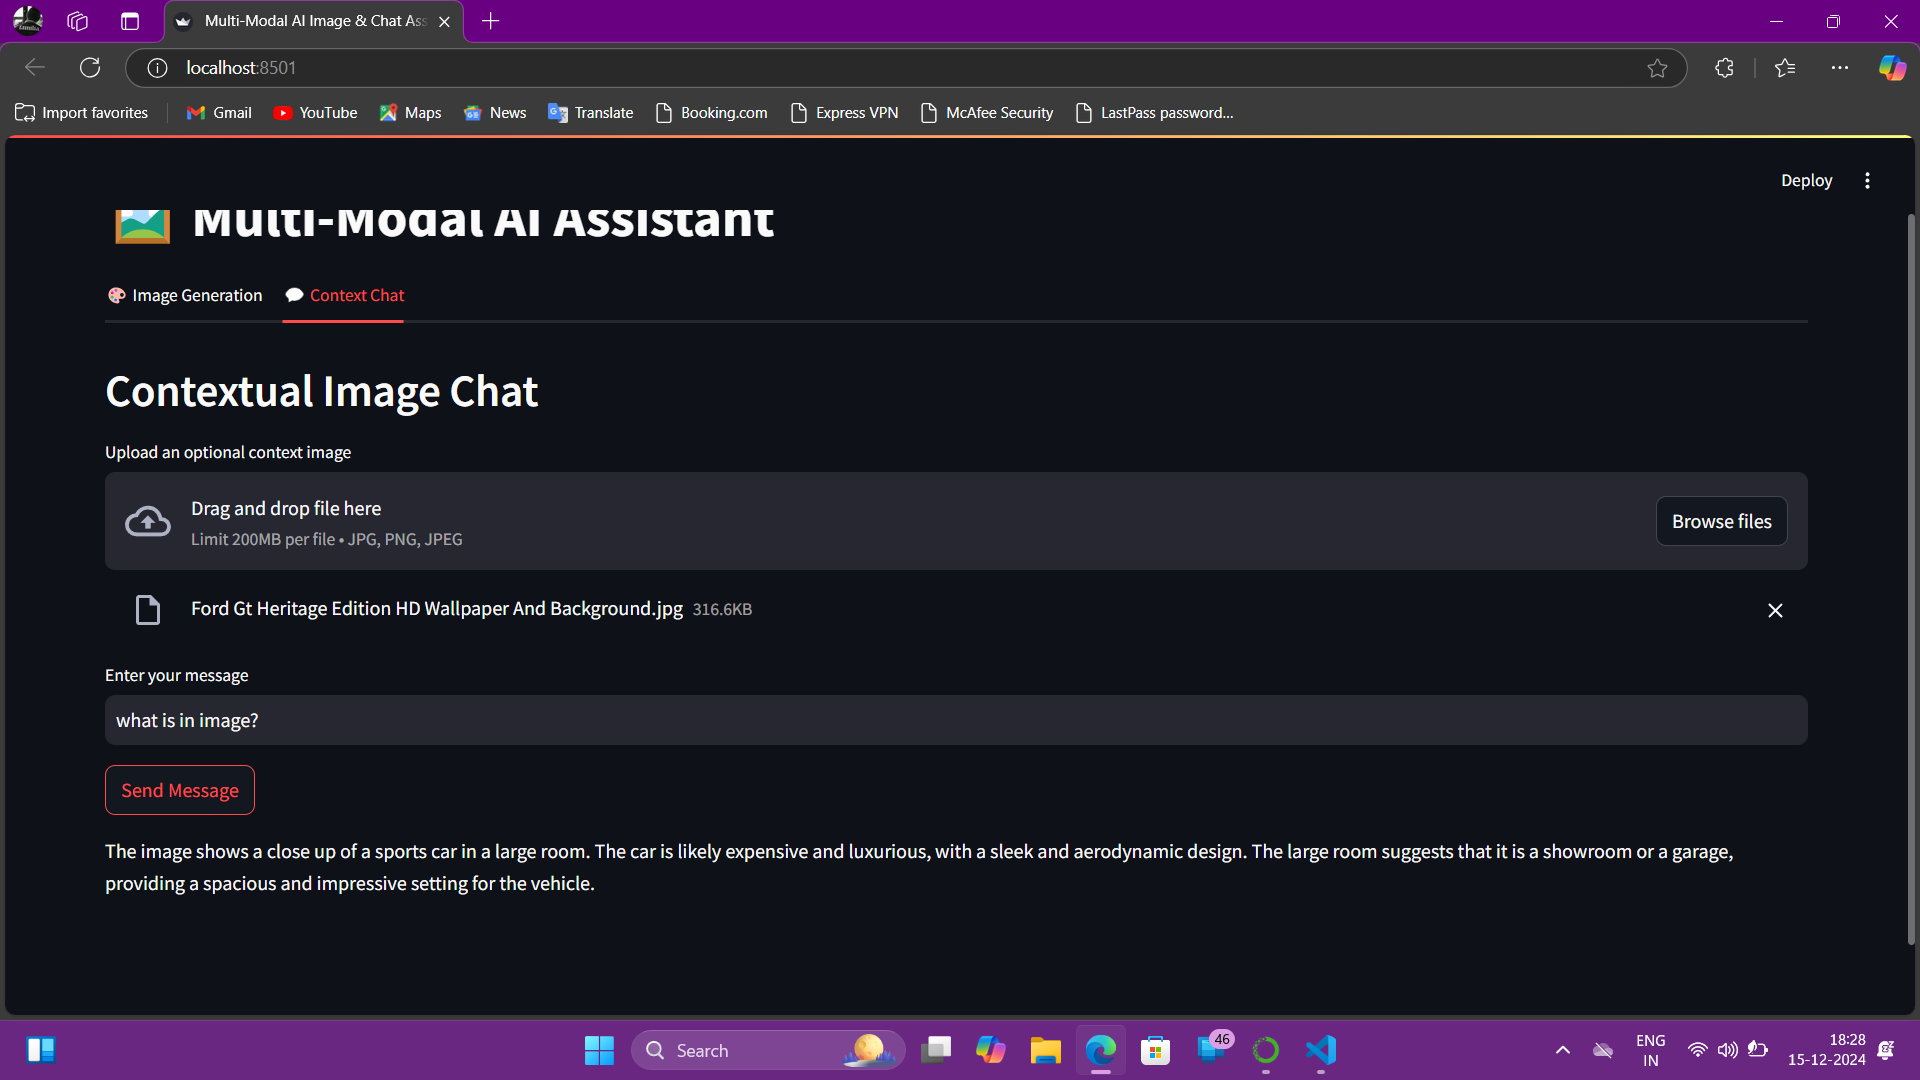 Multi-Modal AI Image & Chat Ass
localhost:8501
Import favorites
Gmail
YouTube
Maps
News
Translate
Booking.com
Express VPN
McAfee Security
LastPass password...
Deploy
Multi-Modal AI Assistant
Image Generation
Context Chat
Contextual Image Chat
Upload an optional context image
Drag and drop file here
Limit 200MB per file • JPG, PNG, JPEG
Browse files
Ford Gt Heritage Edition HD Wallpaper And Background.jpg 316.6KB
Enter your message
what is in image?
Send Message
The image shows a close up of a sports car in a large room. The car is likely expensive and luxurious, with a sleek and aerodynamic design. The large room suggests that it is a showroom or a garage,
providing a spacious and impressive setting for the vehicle.
Search
46
ENG
IN
18:28
15-12-2024